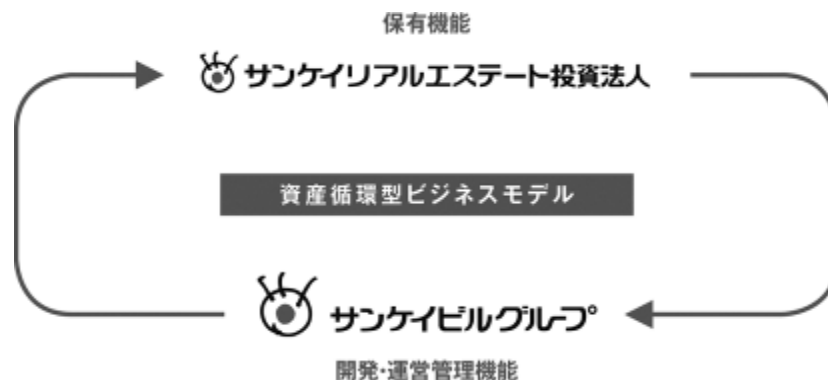 保有機能
サンケイリアルエステート投資法人
資産循環型ビジネスモデル
サンケイビルグループ
開発・運営管理機能